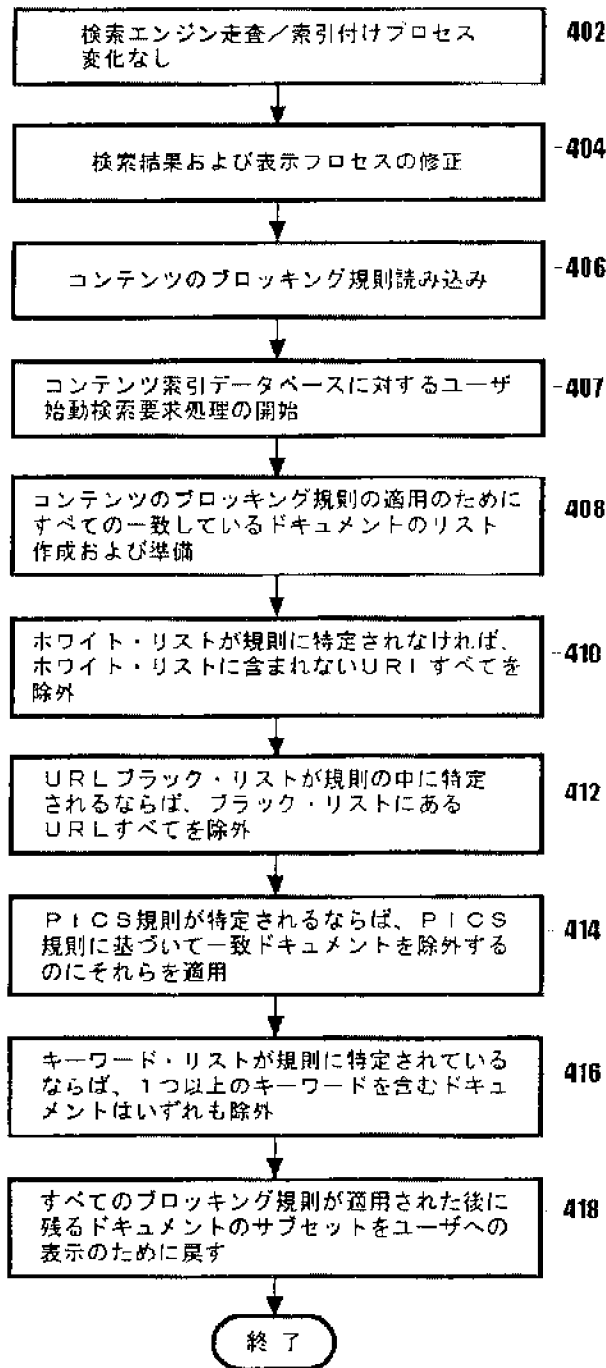 検索エンジン走査／索引付けプロセス
変化なし
402
検索結果および表示プロセスの修正
404
コンテンツのブロッキング規則読み込み
406
コンテンツ索引データベースに対するユーザ
始動検索要求処理の開始
407
コンテンツのブロッキング規則の適用のために
すべての一致しているドキュメントのリスト
作成および準備
408
ホワイト・リストが規則に特定されなければ、
ホワイト・リストに含まれないＵＲＬすべてを
除外
410
ＵＲＬブラック・リストが規則の中に特定
されるならば、ブラック・リストにある
ＵＲＬすべてを除外
412
ＰＩＣＳ規則が特定されるならば、ＰＩＣＳ
規則に基づいて一致ドキュメントを除外する
のにそれらを適用
414
キーワード・リストが規則に特定されている
ならば、１つ以上のキーワードを含むドキュ
メントはいずれも除外
416
すべてのブロッキング規則が適用された後に
残るドキュメントのサブセットをユーザへの
表示のために戻す
418
終了